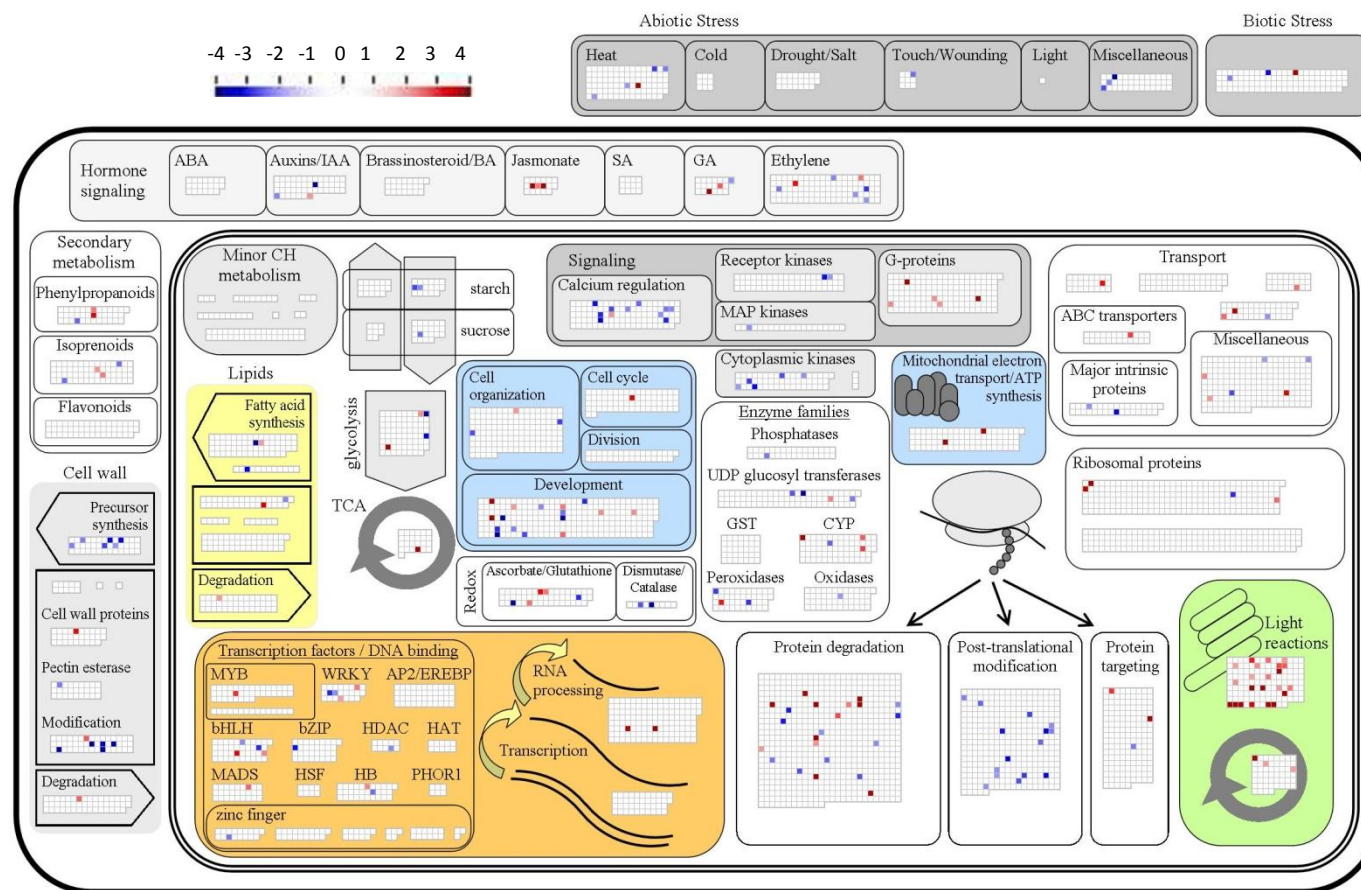 Abiotic Stress
Biotic Stress
-4 -3 -2 -1 0 1 2 3 4
Heat
Cold
Drought/Salt
Touch/Wounding
Light
Miscellaneous
Hormone
signaling
ABA
Auxins/IAA
Brassinosteroid/BA
Jasmonate
SA
GA
Ethylene
Secondary
metabolism
Phenylpropanoids
Isoprenoids
Flavonoids
Minor CH
metabolism
starch
sucrose
Signaling
Calcium regulation
Receptor kinases
MAP kinases
G-proteins
Cytoplasmic kinases
Transport
ABC transporters
Major intrinsic
proteins
Miscellaneous
Lipids
Fatty acid
synthesis
Degradation
glycolysis
TCA
Cell
organization
Cell cycle
Division
Development
Mitochondrial electron
transport/ATP
synthesis
Enzyme families
Phosphatases
UDP glucosyl transferases
GST
CYP
Peroxidases
Oxidases
Ribosomal proteins
Cell wall
Precursor
synthesis
Cell wall proteins
Pectin esterase
Modification
Degradation
Redox
Ascorbate/Glutathione
Dismutase/
Catalase
Transcription factors / DNA binding
MYB
WRKY
AP2/EREBP
bHLH
bZIP
HDAC
HAT
MADS
HSF
HB
PHOR1
zinc finger
RNA
processing
Transcription
Protein degradation
Post-translational
modification
Protein
targeting
Light
reactions